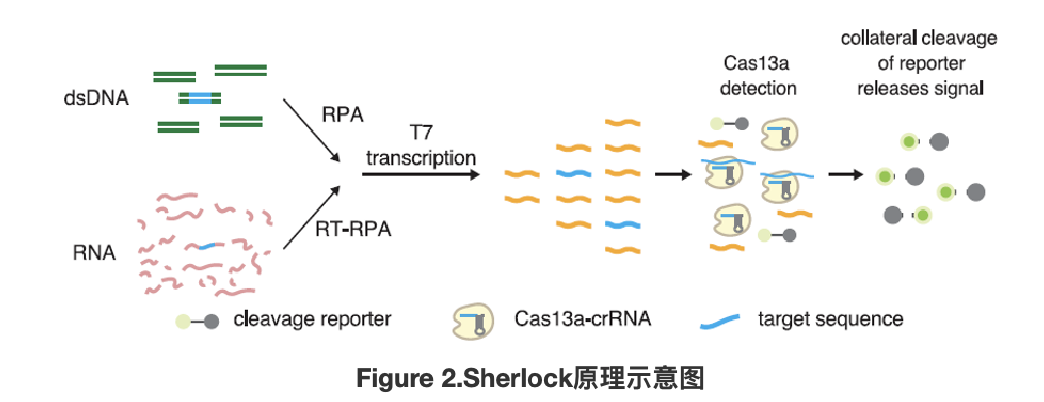 dsDNA
RPA
T7
transcription
Cas13a
detection
collateral cleavage
of reporter
releases signal
RNA
RT-RPA
cleavage reporter
Cas13a-crRNA
target sequence
Figure 2.Sherlock原理示意图